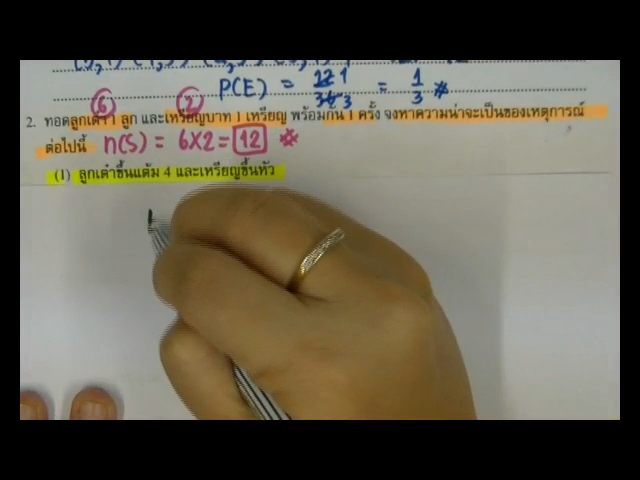 P(E) = 12 1 / 36 3 = 1/3 *
6 2
2. ทอดลูกเต๋า 1 ลูก และเหรียญบาท 1 เหรียญ พร้อมกัน 1 ครั้ง จงหาความน่าจะเป็นของเหตุการณ์
ต่อไปนี้ n(S) = 6x2 = 12 *
(1) ลูกเต๋าขึ้นแต้ม 4 และเหรียญขึ้นหัว